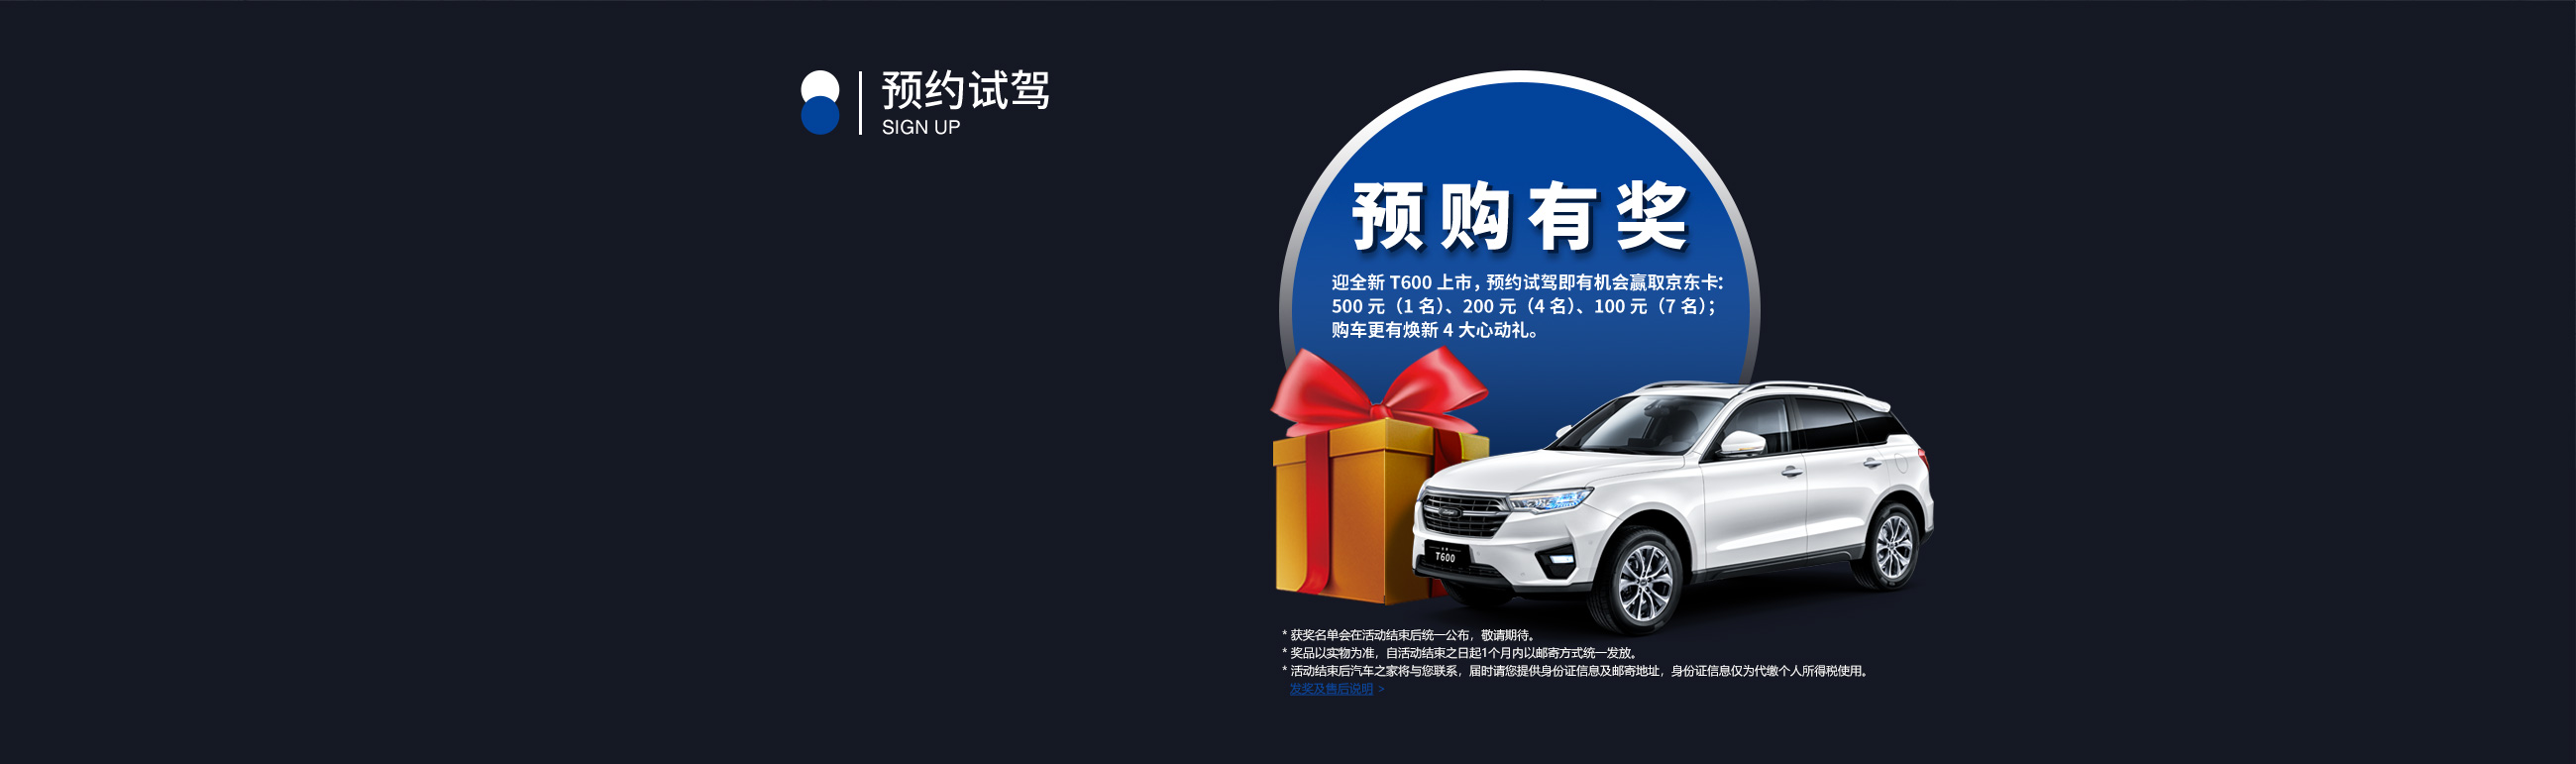 预约试驾
SIGN UP
预购有奖
迎全新 T600 上市，预约试驾即有机会赢取京东卡：
500 元（1 名）、200 元（4 名）、100 元（7 名）；
购车更有焕新 4 大心动礼。
T600
* 获奖名单会在活动结束后统一公布，敬请期待。
* 奖品以实物为准，自活动结束之日起1个月内以邮寄方式统一发放。
* 活动结束后汽车之家将与您联系，届时请您提供身份证信息及邮寄地址，身份证信息仅为代缴个人所得税使用。
发奖及售后说明 >